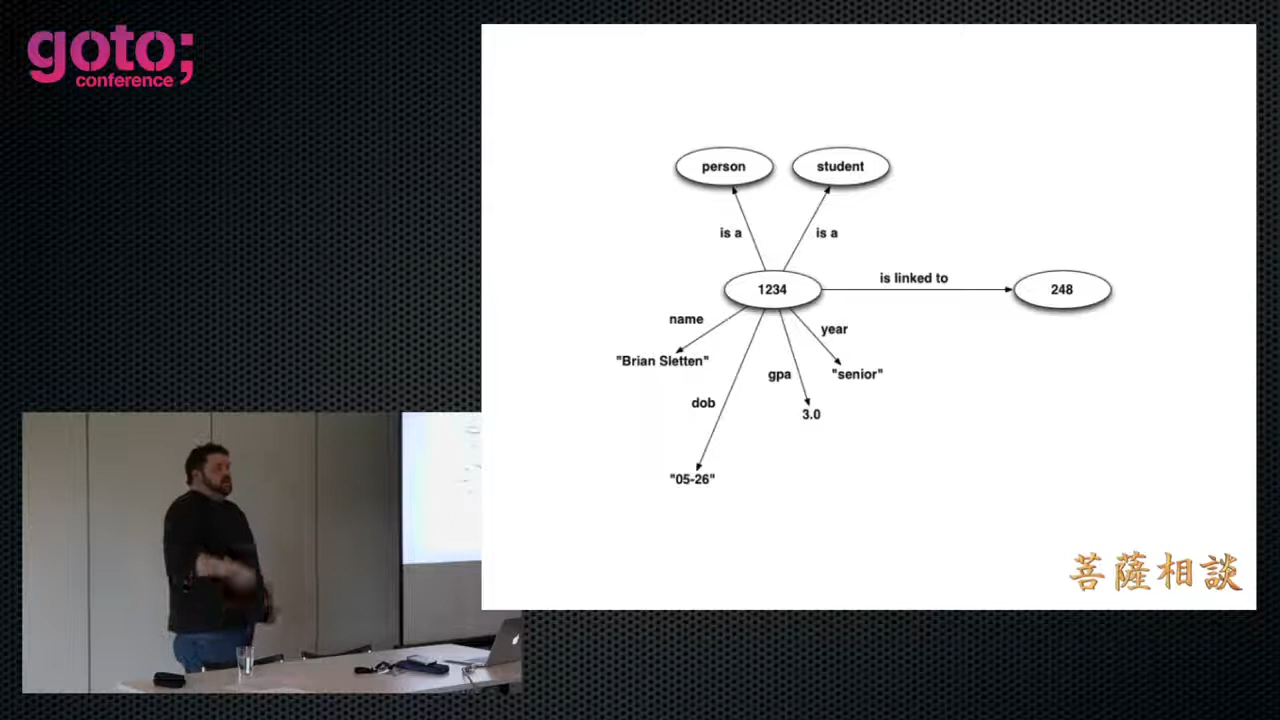 goto;
conference
person
student
is a
is a
1234
is linked to
248
name
year
"Brian Sletten"
gpa
"senior"
dob
3.0
"05-26"
菩薩相談